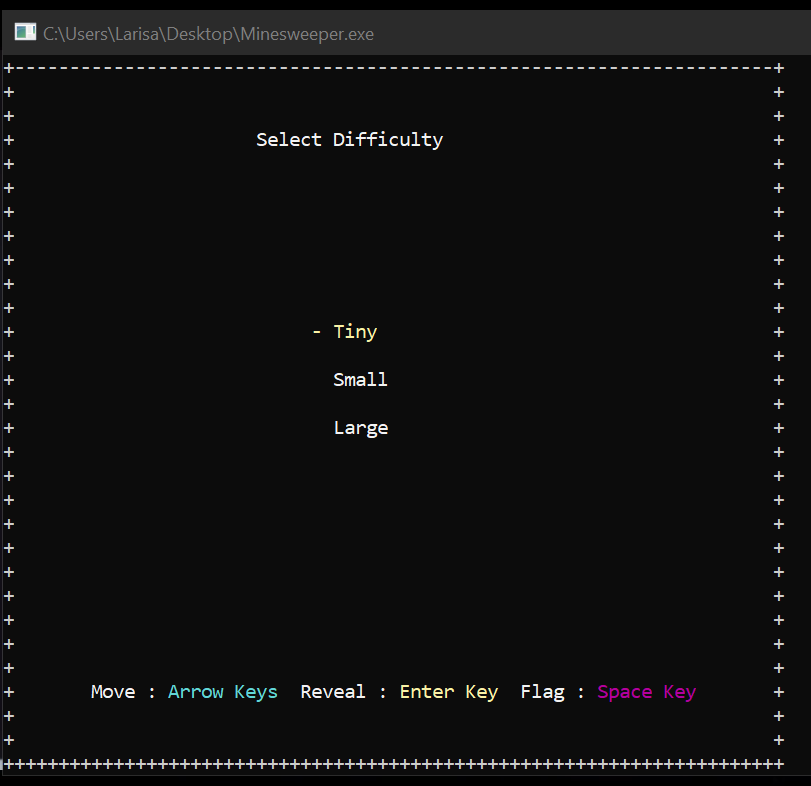 C:\Users\Larisa\Desktop\Minesweeper.exe
+----------------------------------------------------------------------+
Select Difficulty
- Tiny
Small
Large
Move : Arrow Keys  Reveal : Enter Key  Flag : Space Key
++++++++++++++++++++++++++++++++++++++++++++++++++++++++++++++++++++++++